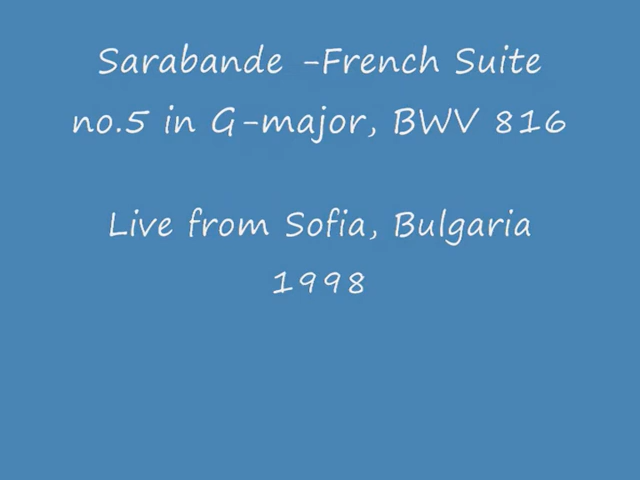 Sarabande -French Suite
no.5 in G-major, BWV 816
Live from Sofia, Bulgaria
1998